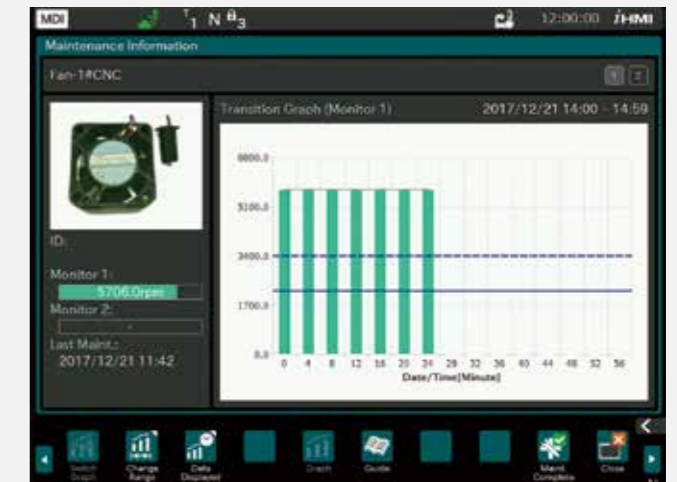 MDI T1 N 3 12:00:00 iHMI
Maintenance Information
Fan-1#CNC 1 2
Transition Graph (Monitor 1) 2017/12/21 14:00 - 14:59
6800.0
5100.0
3400.0
1700.0
0.0
0 4 8 12 16 20 24 28 32 36 40 44 48 52 56
Date/Time[Minute]
ID:
Monitor 1:
5706.0rpm
Monitor 2:
-
Last Maint.:
2017/12/21 11:42
Switch Graph
Change Range
Data Displayed
Graph
Guide
Maint. Complete
Close